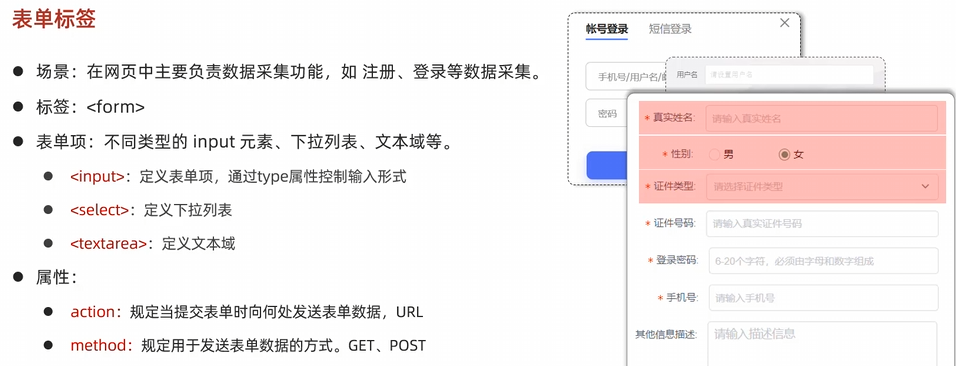 表单标签
● 场景：在网页中主要负责数据采集功能，如 注册、登录等数据采集。
● 标签：<form>
● 表单项：不同类型的 input 元素、下拉列表、文本域等。
● <input>：定义表单项，通过type属性控制输入形式
● <select>：定义下拉列表
● <textarea>：定义文本域
● 属性：
● action：规定当提交表单时向何处发送表单数据，URL
● method：规定用于发送表单数据的方式。GET、POST
帐号登录 短信登录
手机号/用户名/
密码
用户名 请设置用户名
* 真实姓名: 请输入真实姓名
* 性别: 男 女
* 证件类型: 请选择证件类型
* 证件号码: 请输入真实证件号码
* 登录密码: 6-20个字符，必须由字母和数字组成
* 手机号: 请输入手机号
其他信息描述: 请输入描述信息